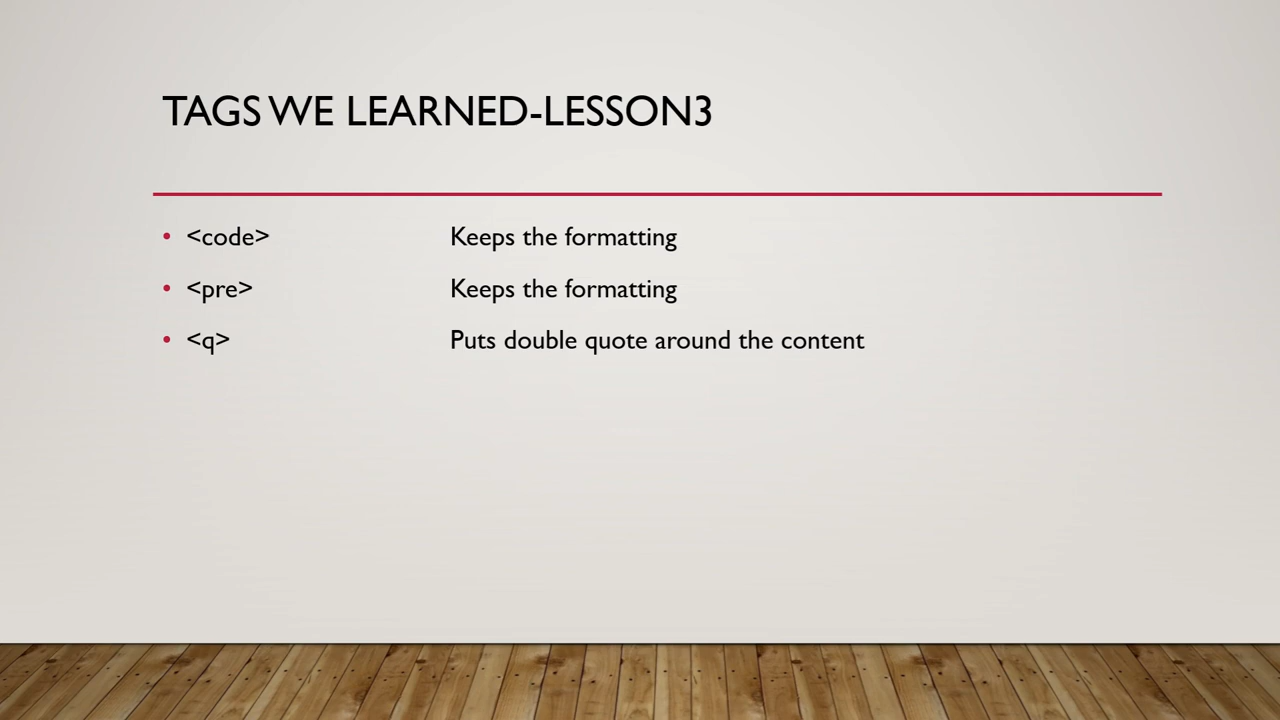 TAGS WE LEARNED-LESSON3
• <code> Keeps the formatting
• <pre> Keeps the formatting
• <q> Puts double quote around the content